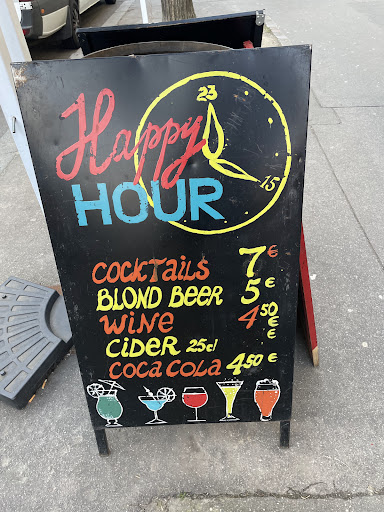 Happy
23
15
HOUR
COCKTAILS 7€
BLOND BEER 5€
WINE 4,50 €
CIDER 25cl €
COCA COLA 4,50 €